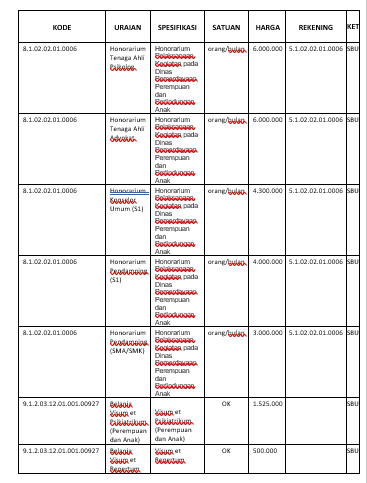 KODE URAIAN SPESIFIKASI SATUAN HARGA REKENING KET
8.1.02.02.01.0006 Honorarium Tenaga Ahli Psikolog Honorarium Pelaksanaan Kegiatan pada Dinas Pemberdayaan Perempuan dan Perlindungan Anak orang/bulan 6.000.000 5.1.02.02.01.0006 SBU
8.1.02.02.01.0006 Honorarium Tenaga Ahli Advokat Honorarium Pelaksanaan Kegiatan pada Dinas Pemberdayaan Perempuan dan Perlindungan Anak orang/bulan 6.000.000 5.1.02.02.01.0006 SBU
8.1.02.02.01.0006 Honorarium Konselor Umum (S1) Honorarium Pelaksanaan Kegiatan pada Dinas Pemberdayaan Perempuan dan Perlindungan Anak orang/bulan 4.300.000 5.1.02.02.01.0006 SBU
8.1.02.02.01.0006 Honorarium Pendamping (S1) Honorarium Pelaksanaan Kegiatan pada Dinas Pemberdayaan Perempuan dan Perlindungan Anak orang/bulan 4.000.000 5.1.02.02.01.0006 SBU
8.1.02.02.01.0006 Honorarium Pendamping (SMA/SMK) Honorarium Pelaksanaan Kegiatan pada Dinas Pemberdayaan Perempuan dan Perlindungan Anak orang/bulan 3.000.000 5.1.02.02.01.0006 SBU
9.1.2.03.12.01.001.00927 Belanja Visum et Psikiatrikum (Perempuan dan Anak) Visum et Psikiatrikum (Perempuan dan Anak) OK 1.525.000 SBU
9.1.2.03.12.01.001.00927 Belanja Visum et Repertum Visum et Repertum OK 500.000 SBU